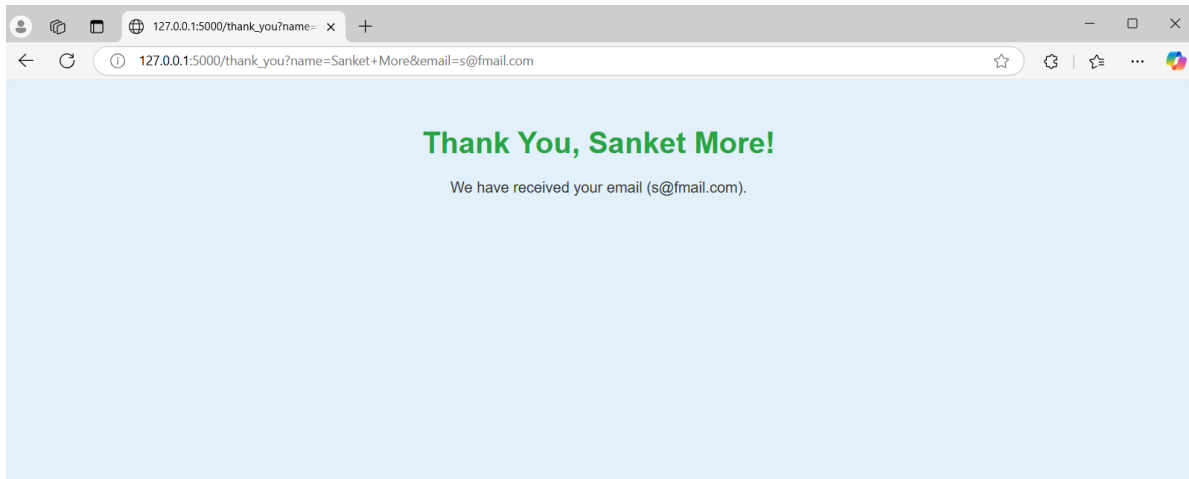 127.0.0.1:5000/thank_you?name=
127.0.0.1:5000/thank_you?name=Sanket+More&email=s@fmail.com
Thank You, Sanket More!
We have received your email (s@fmail.com).